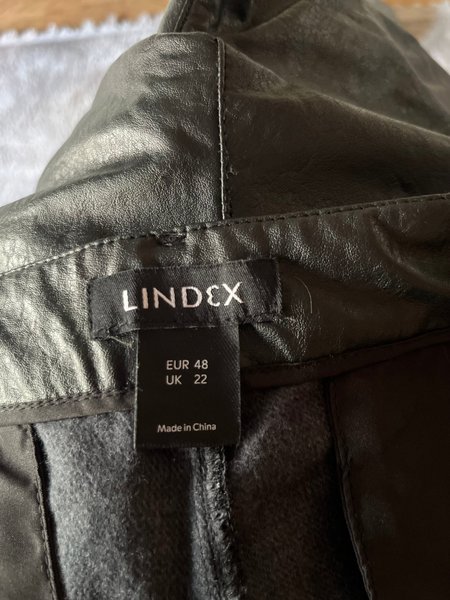 LINDEX
EUR 48
UK 22
Made in China